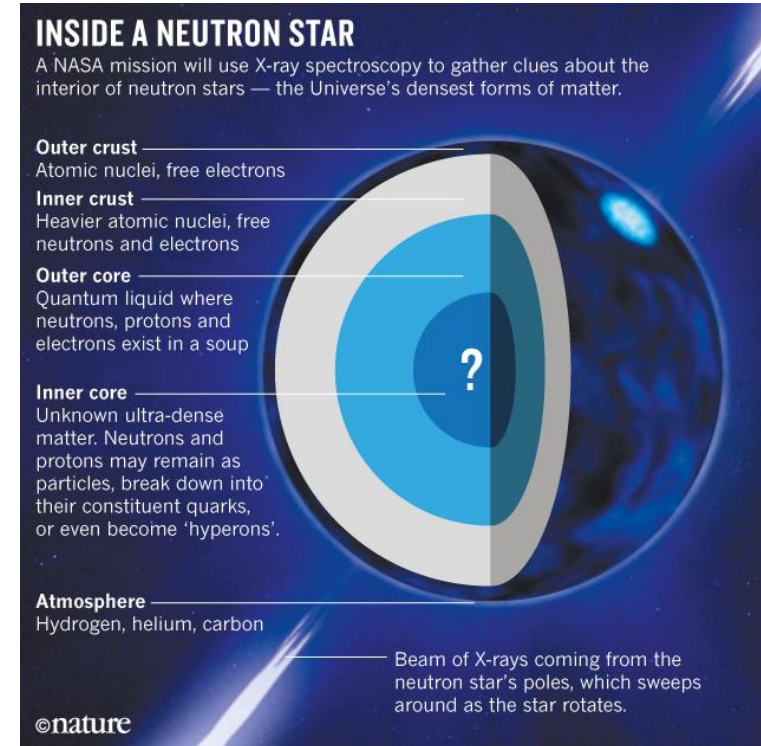 INSIDE A NEUTRON STAR
A NASA mission will use X-ray spectroscopy to gather clues about the
interior of neutron stars — the Universe’s densest forms of matter.
Outer crust
Atomic nuclei, free electrons
Inner crust
Heavier atomic nuclei, free
neutrons and electrons
Outer core
Quantum liquid where
neutrons, protons and
electrons exist in a soup
?
Inner core
Unknown ultra-dense
matter. Neutrons and
protons may remain as
particles, break down into
their constituent quarks,
or even become ‘hyperons’.
Atmosphere
Hydrogen, helium, carbon
Beam of X-rays coming from the
neutron star’s poles, which sweeps
around as the star rotates.
©nature